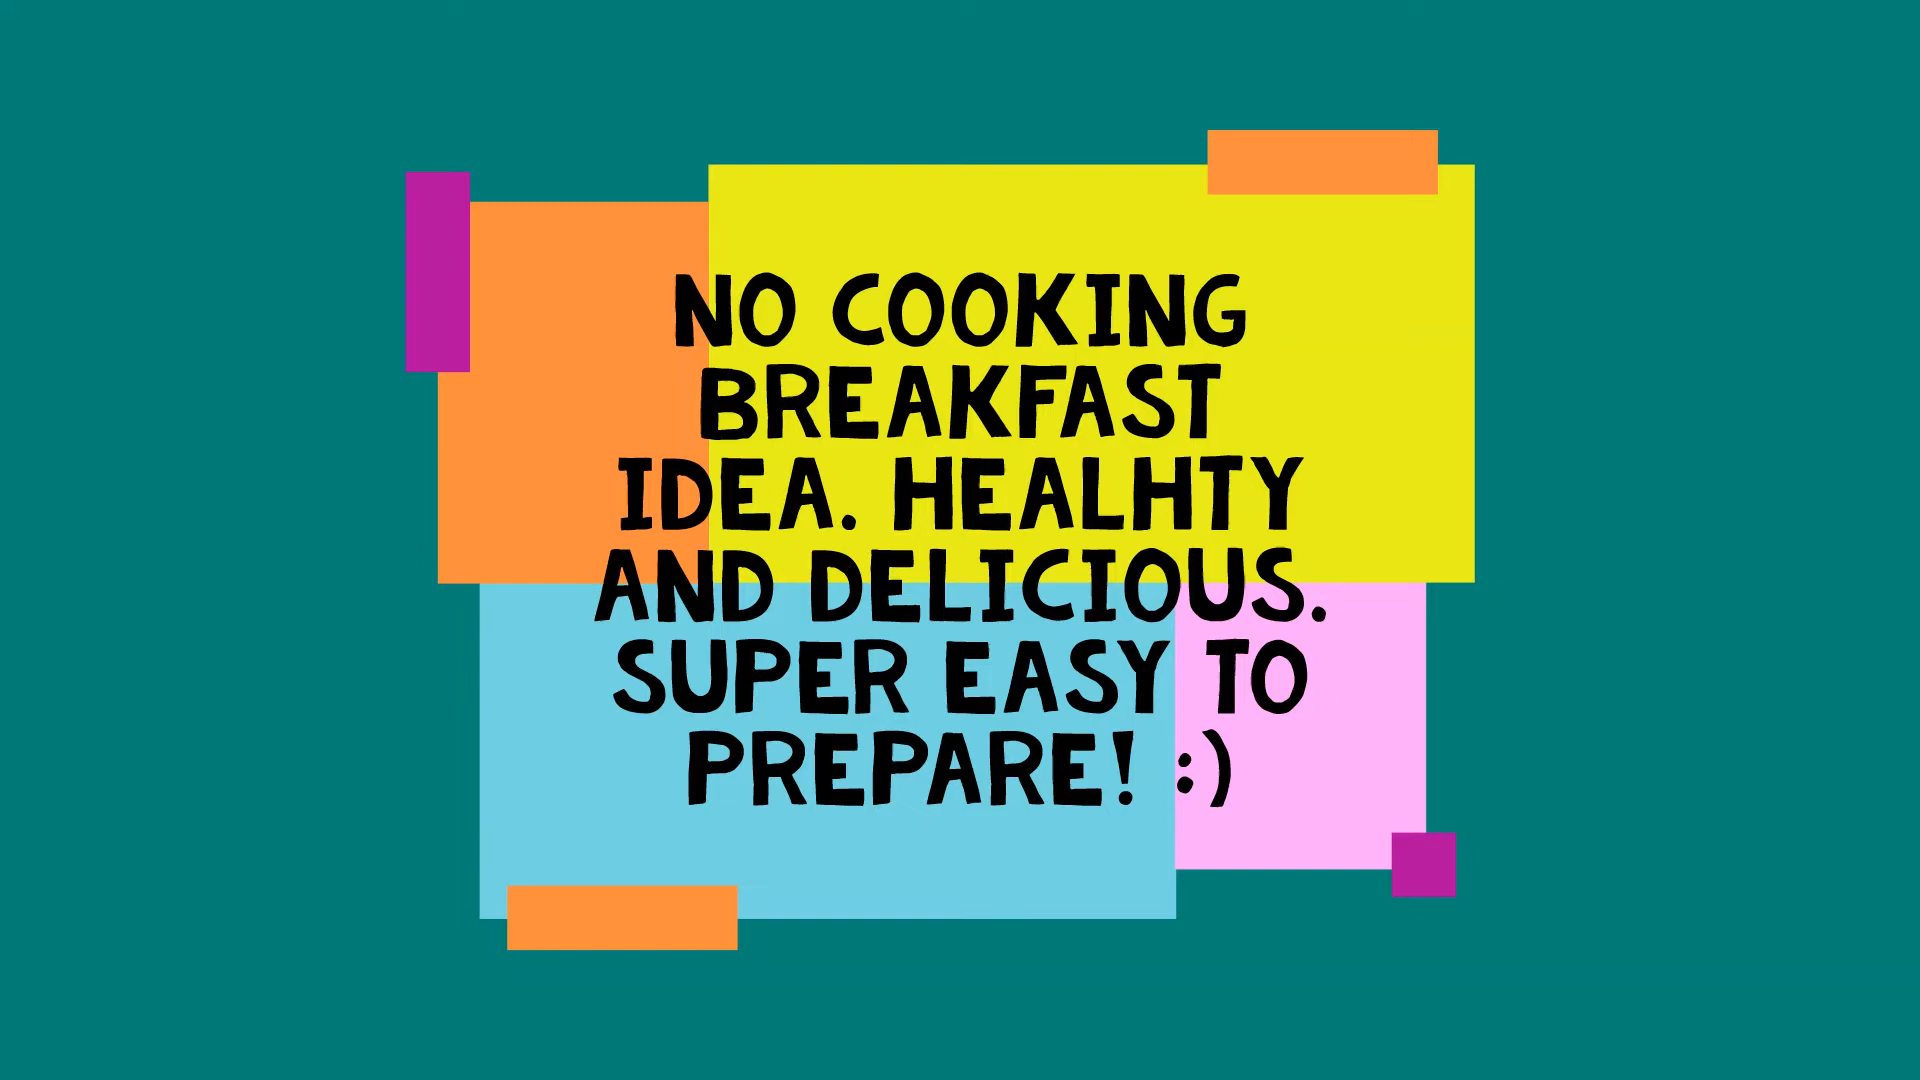 NO COOKING
BREAKFAST
IDEA. HEALHTY
AND DELICIOUS.
SUPER EASY TO
PREPARE! :)